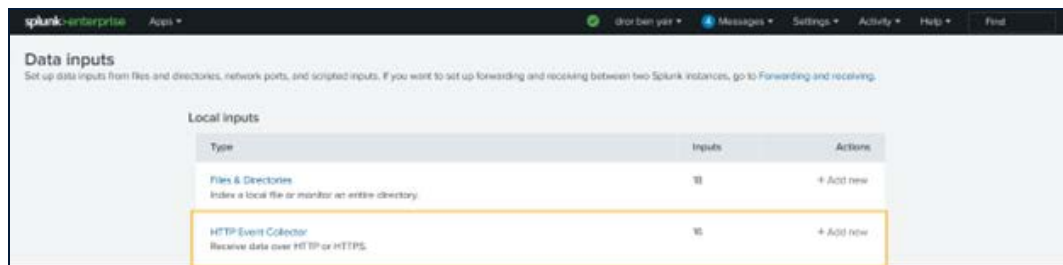 splunk>enterprise Apps dror ben yair 4 Messages Settings Activity Help Find
Data inputs
Set up data inputs from files and directories, network ports, and scripted inputs. If you want to set up forwarding and receiving between two Splunk instances, go to Forwarding and receiving.
Local inputs
Type Inputs Actions
Files & Directories 18 + Add new
Index a local file or monitor an entire directory.
HTTP Event Collector 16 + Add new
Receive data over HTTP or HTTPS.